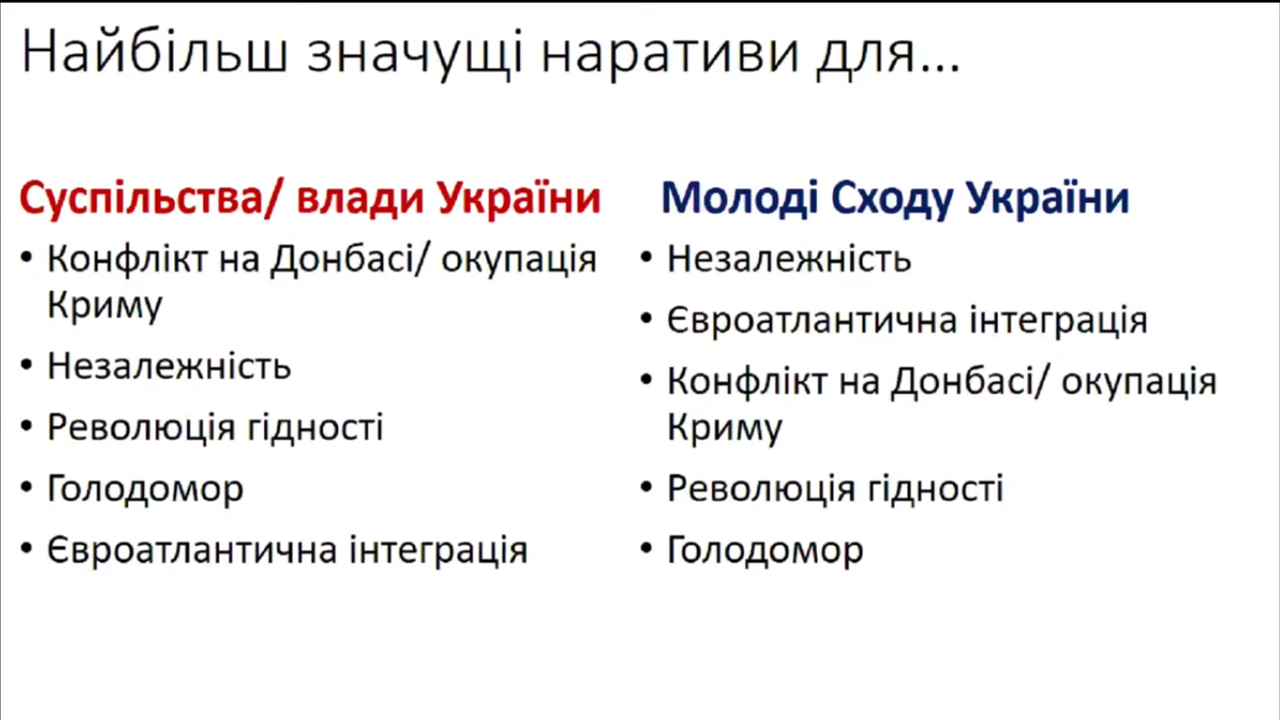 Найбільш значущі наративи для...
Суспільства/ влади України
• Конфлікт на Донбасі/ окупація
Криму
• Незалежність
• Революція гідності
• Голодомор
• Євроатлантична інтеграція
Молоді Сходу України
• Незалежність
• Євроатлантична інтеграція
• Конфлікт на Донбасі/ окупація
Криму
• Революція гідності
• Голодомор